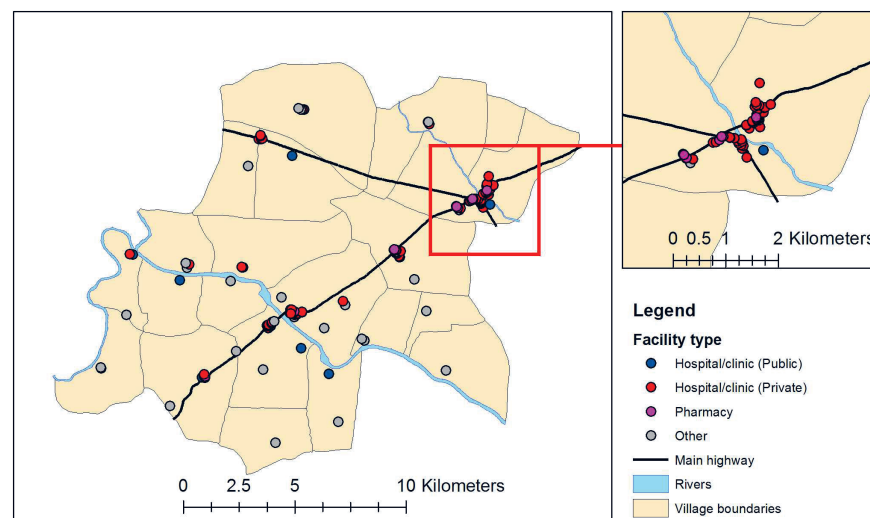 0 2.5 5 10 Kilometers
0 0.5 1 2 Kilometers
Legend
Facility type
Hospital/clinic (Public)
Hospital/clinic (Private)
Pharmacy
Other
Main highway
Rivers
Village boundaries